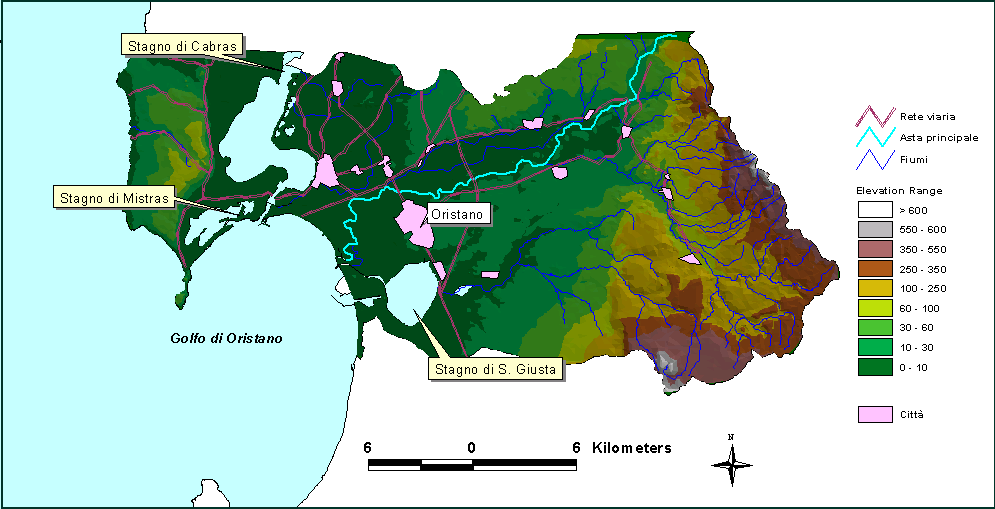 Stagno di Cabras
Stagno di Mistras
Oristano
Golfo di Oristano
Stagno di S. Giusta
6 0 6 Kilometers
N
Rete viaria
Asta principale
Fiumi
Elevation Range
> 600
550 - 600
350 - 550
250 - 350
100 - 250
60 - 100
30 - 60
10 - 30
0 - 10
Città